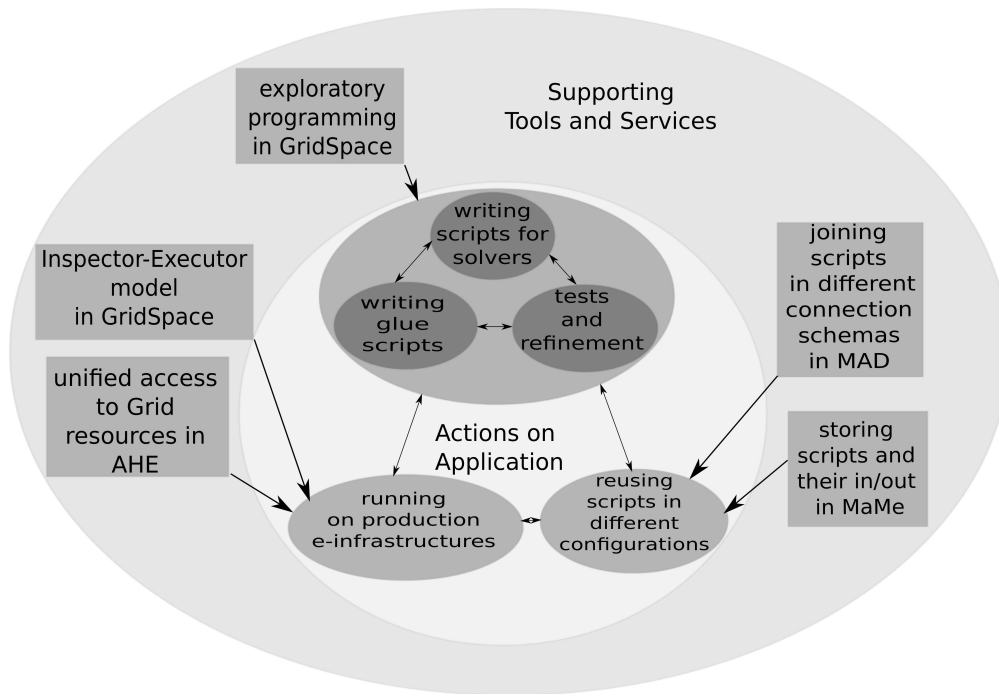 exploratory
programming
in GridSpace
Supporting
Tools and Services
writing
scripts for
solvers
writing
glue
scripts
tests
and
refinement
Inspector-Executor
model
in GridSpace
unified access
to Grid
resources in
AHE
joining
scripts
in different
connection
schemas
in MAD
storing
scripts and
their in/out
in MaMe
Actions on
Application
running
on production
e-infrastructures
reusing
scripts in
different
configurations